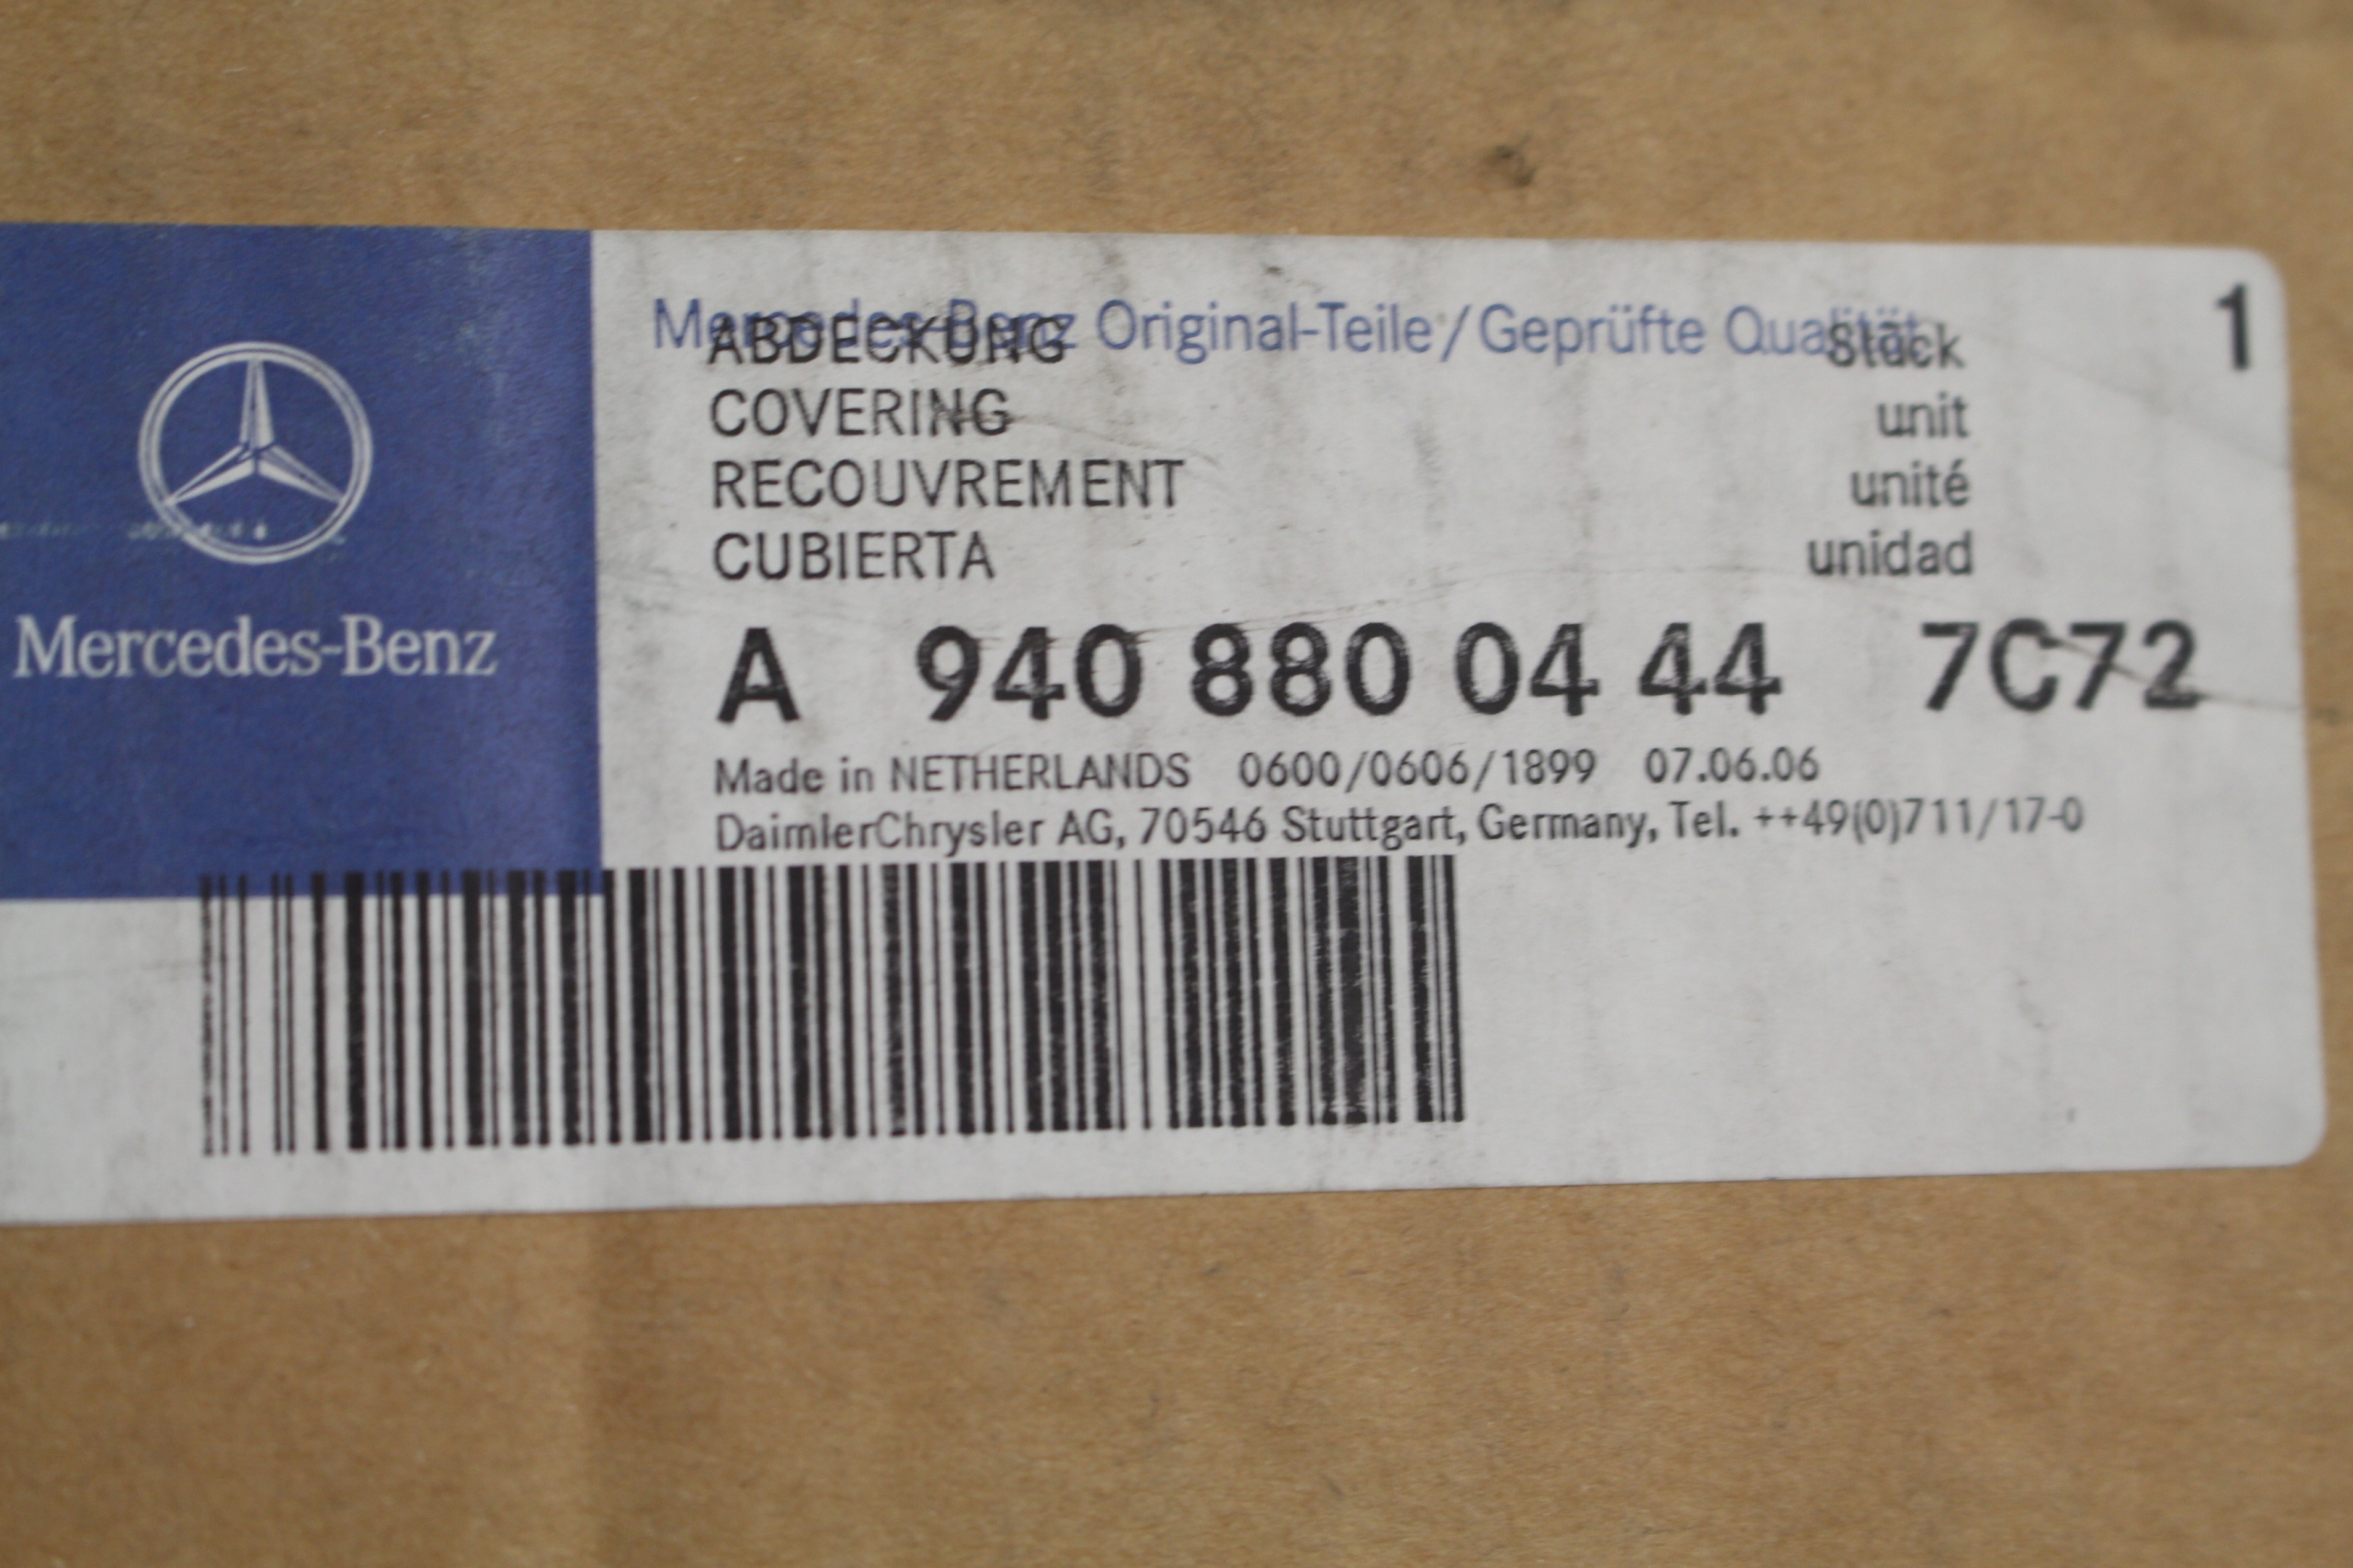 Mercedes-Benz
Mercedes-Benz Original-Teile/Geprüfte Qualität
ABDECKUNG Stück 1
COVERING unit
RECOUVREMENT unité
CUBIERTA unidad
A 940 880 04 44 7C72
Made in NETHERLANDS 0600/0606/1899 07.06.06
DaimlerChrysler AG, 70546 Stuttgart, Germany, Tel. ++49(0)711/17-0